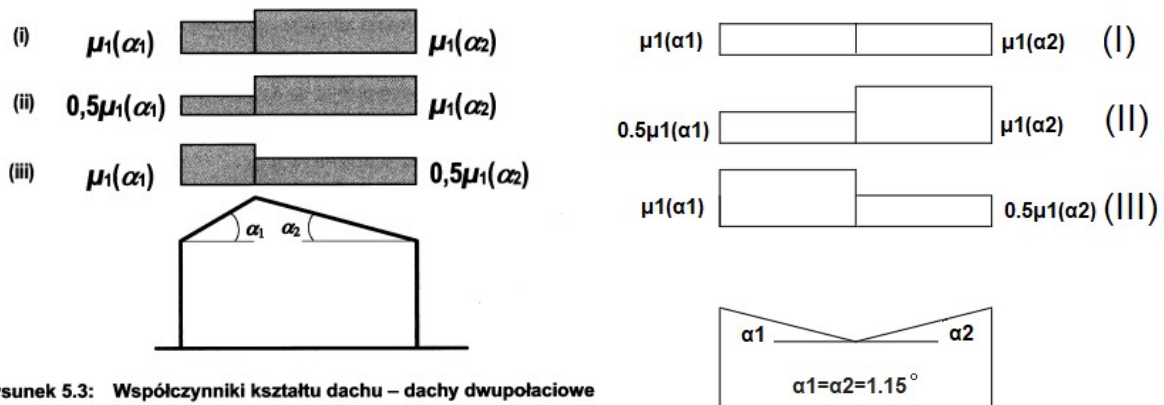 (i) μ₁(α₁) μ₁(α₂)
(ii) 0,5μ₁(α₁) μ₁(α₂)
(iii) μ₁(α₁) 0,5μ₁(α₂)
α₁ α₂
sunek 5.3: Współczynniki kształtu dachu – dachy dwupołaciowe
μ1(α1) μ1(α2) (I)
0.5μ1(α1) μ1(α2) (II)
μ1(α1) 0.5μ1(α2) (III)
α1 α2
α1=α2=1.15°